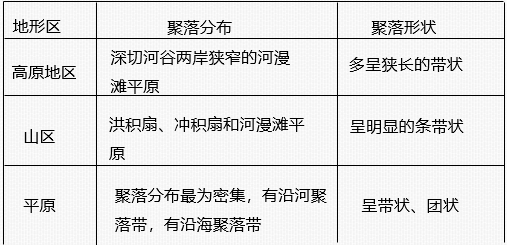 地形区 聚落分布 聚落形状
高原地区 深切河谷两岸狭窄的河漫滩平原 多呈狭长的带状
山区 洪积扇、冲积扇和河漫滩平原 呈明显的条带状
平原 聚落分布最为密集，有沿河聚落带，有沿海聚落带 呈带状、团状